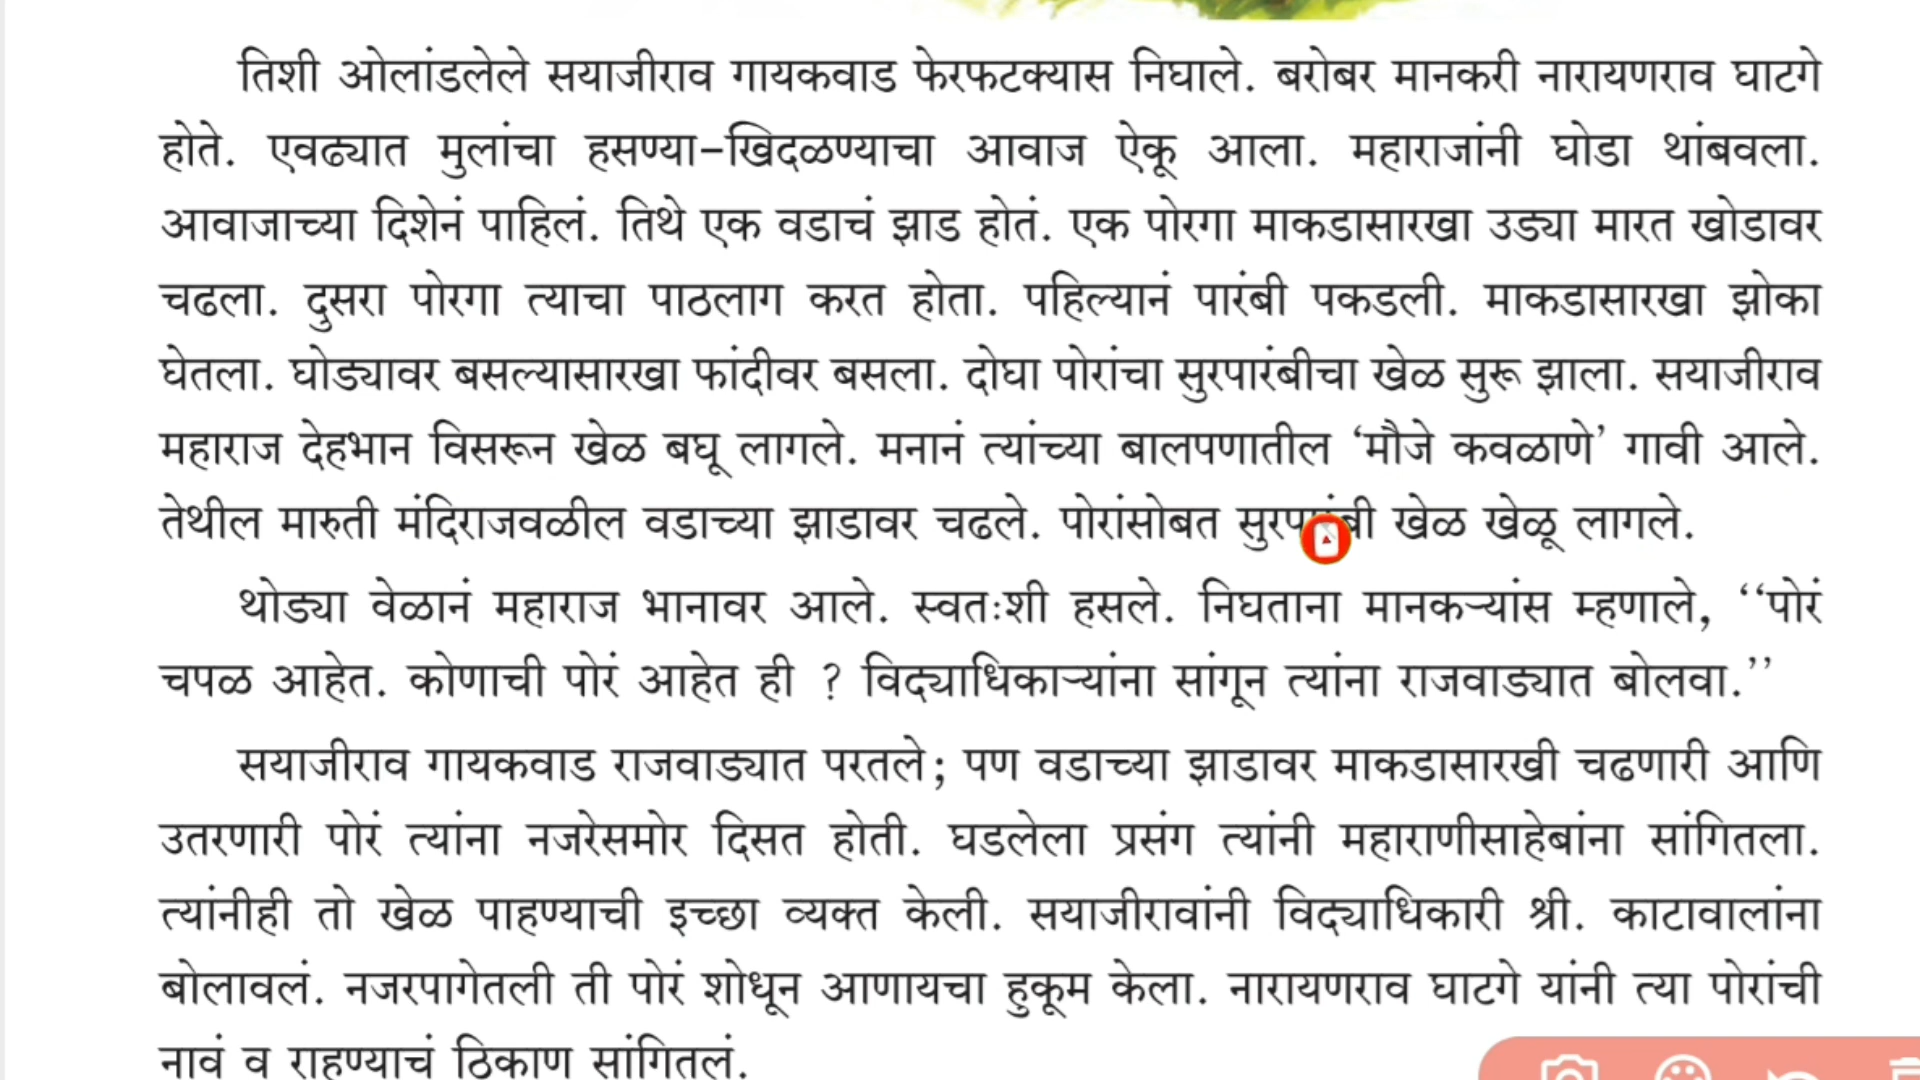 तिशी ओलांडलेले सयाजीराव गायकवाड फेरफटक्यास निघाले. बरोबर मानकरी नारायणराव घाटगे
होते. एवढ्यात मुलांचा हसण्या-खिदळण्याचा आवाज ऐकू आला. महाराजांनी घोडा थांबवला.
आवाजाच्या दिशेनं पाहिलं. तिथे एक वडाचं झाड होतं. एक पोरगा माकडासारखा उड्या मारत खोडावर
चढला. दुसरा पोरगा त्याचा पाठलाग करत होता. पहिल्यानं पारंबी पकडली. माकडासारखा झोका
घेतला. घोड्यावर बसल्यासारखा फांदीवर बसला. दोघा पोरांचा सुरपारंबीचा खेळ सुरू झाला. सयाजीराव
महाराज देहभान विसरून खेळ बघू लागले. मनानं त्यांच्या बालपणातील ‘मौजे कवळाणे’ गावी आले.
तेथील मारुती मंदिराजवळील वडाच्या झाडावर चढले. पोरांसोबत सुरपारंबी खेळ खेळू लागले.
थोड्या वेळानं महाराज भानावर आले. स्वतःशी हसले. निघताना मानकऱ्यांस म्हणाले, ‘‘पोरं
चपळ आहेत. कोणाची पोरं आहेत ही ? विद्याधिकाऱ्यांना सांगून त्यांना राजवाड्यात बोलवा.’’
सयाजीराव गायकवाड राजवाड्यात परतले; पण वडाच्या झाडावर माकडासारखी चढणारी आणि
उतरणारी पोरं त्यांना नजरेसमोर दिसत होती. घडलेला प्रसंग त्यांनी महाराणीसाहेबांना सांगितला.
त्यांनीही तो खेळ पाहण्याची इच्छा व्यक्त केली. सयाजीरावांनी विद्याधिकारी श्री. काटावालांना
बोलावलं. नजरपागेतली ती पोरं शोधून आणायचा हुकूम केला. नारायणराव घाटगे यांनी त्या पोरांची
नावं व राहण्याचं ठिकाण सांगितलं.